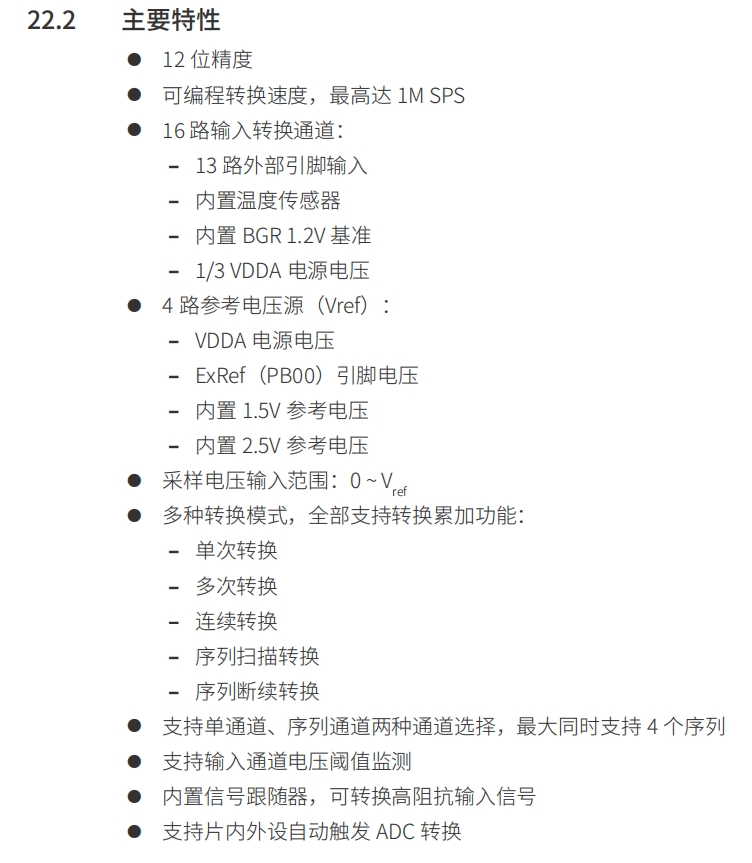 22.2 主要特性
● 12 位精度
● 可编程转换速度，最高达 1M SPS
● 16 路输入转换通道：
– 13 路外部引脚输入
– 内置温度传感器
– 内置 BGR 1.2V 基准
– 1/3 VDDA 电源电压
● 4 路参考电压源（Vref）：
– VDDA 电源电压
– ExRef（PB00）引脚电压
– 内置 1.5V 参考电压
– 内置 2.5V 参考电压
● 采样电压输入范围：0 ~ Vref
● 多种转换模式，全部支持转换累加功能：
– 单次转换
– 多次转换
– 连续转换
– 序列扫描转换
– 序列断续转换
● 支持单通道、序列通道两种通道选择，最大同时支持 4 个序列
● 支持输入通道电压阈值监测
● 内置信号跟随器，可转换高阻抗输入信号
● 支持片内外设自动触发 ADC 转换